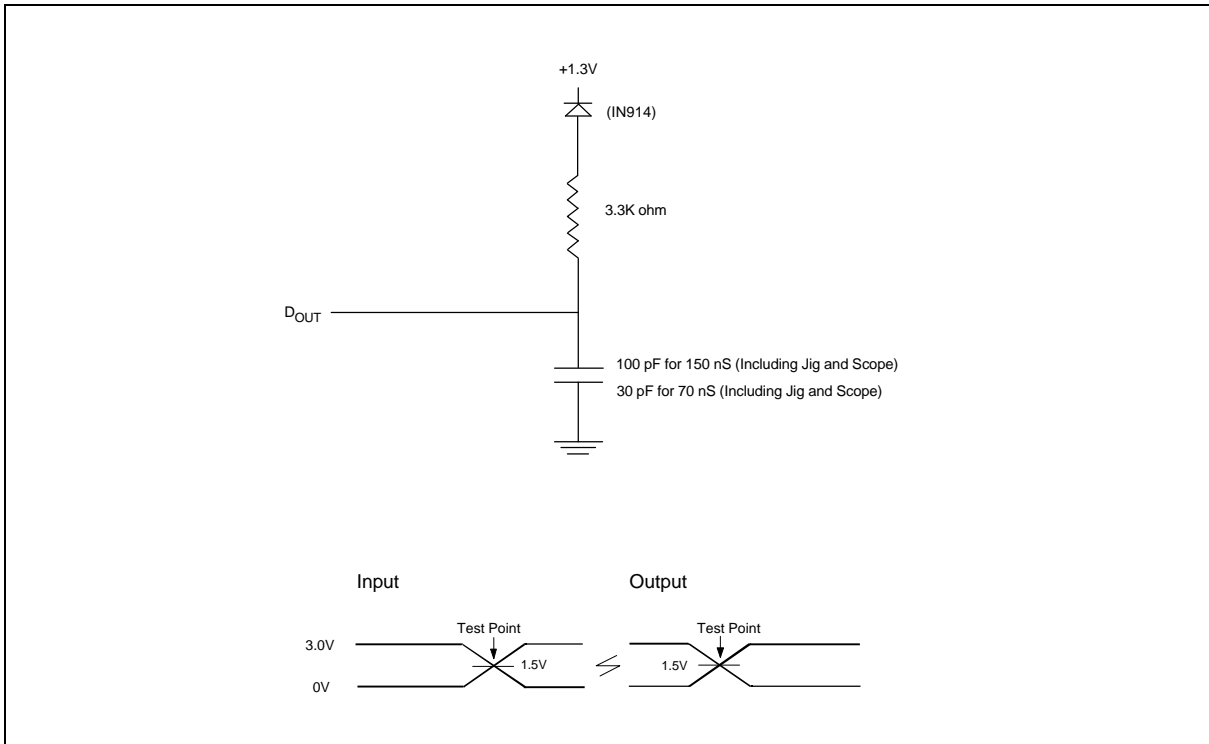 +1.3V
(IN914)
3.3K ohm
DOUT
100 pF for 150 nS (Including Jig and Scope)
30 pF for 70 nS (Including Jig and Scope)
Input
Output
Test Point
Test Point
3.0V
1.5V
1.5V
0V